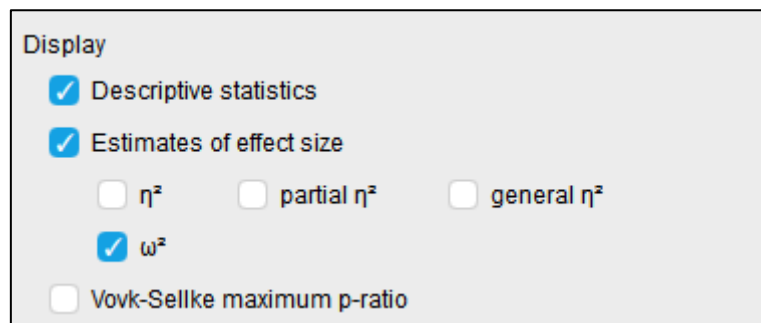 Display
Descriptive statistics
Estimates of effect size
η² partial η² general η²
ω²
Vovk-Sellke maximum p-ratio